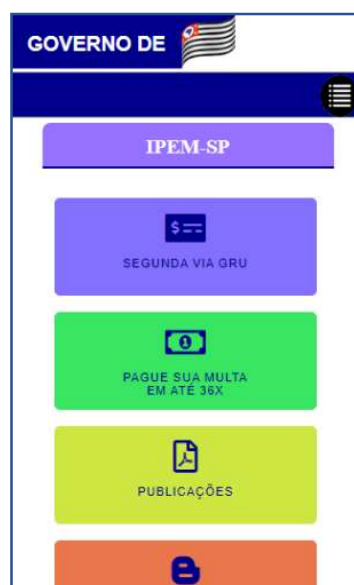 GOVERNO DE
IPEM-SP
SEGUNDA VIA GRU
PAGUE SUA MULTA
EM ATÉ 36X
PUBLICAÇÕES